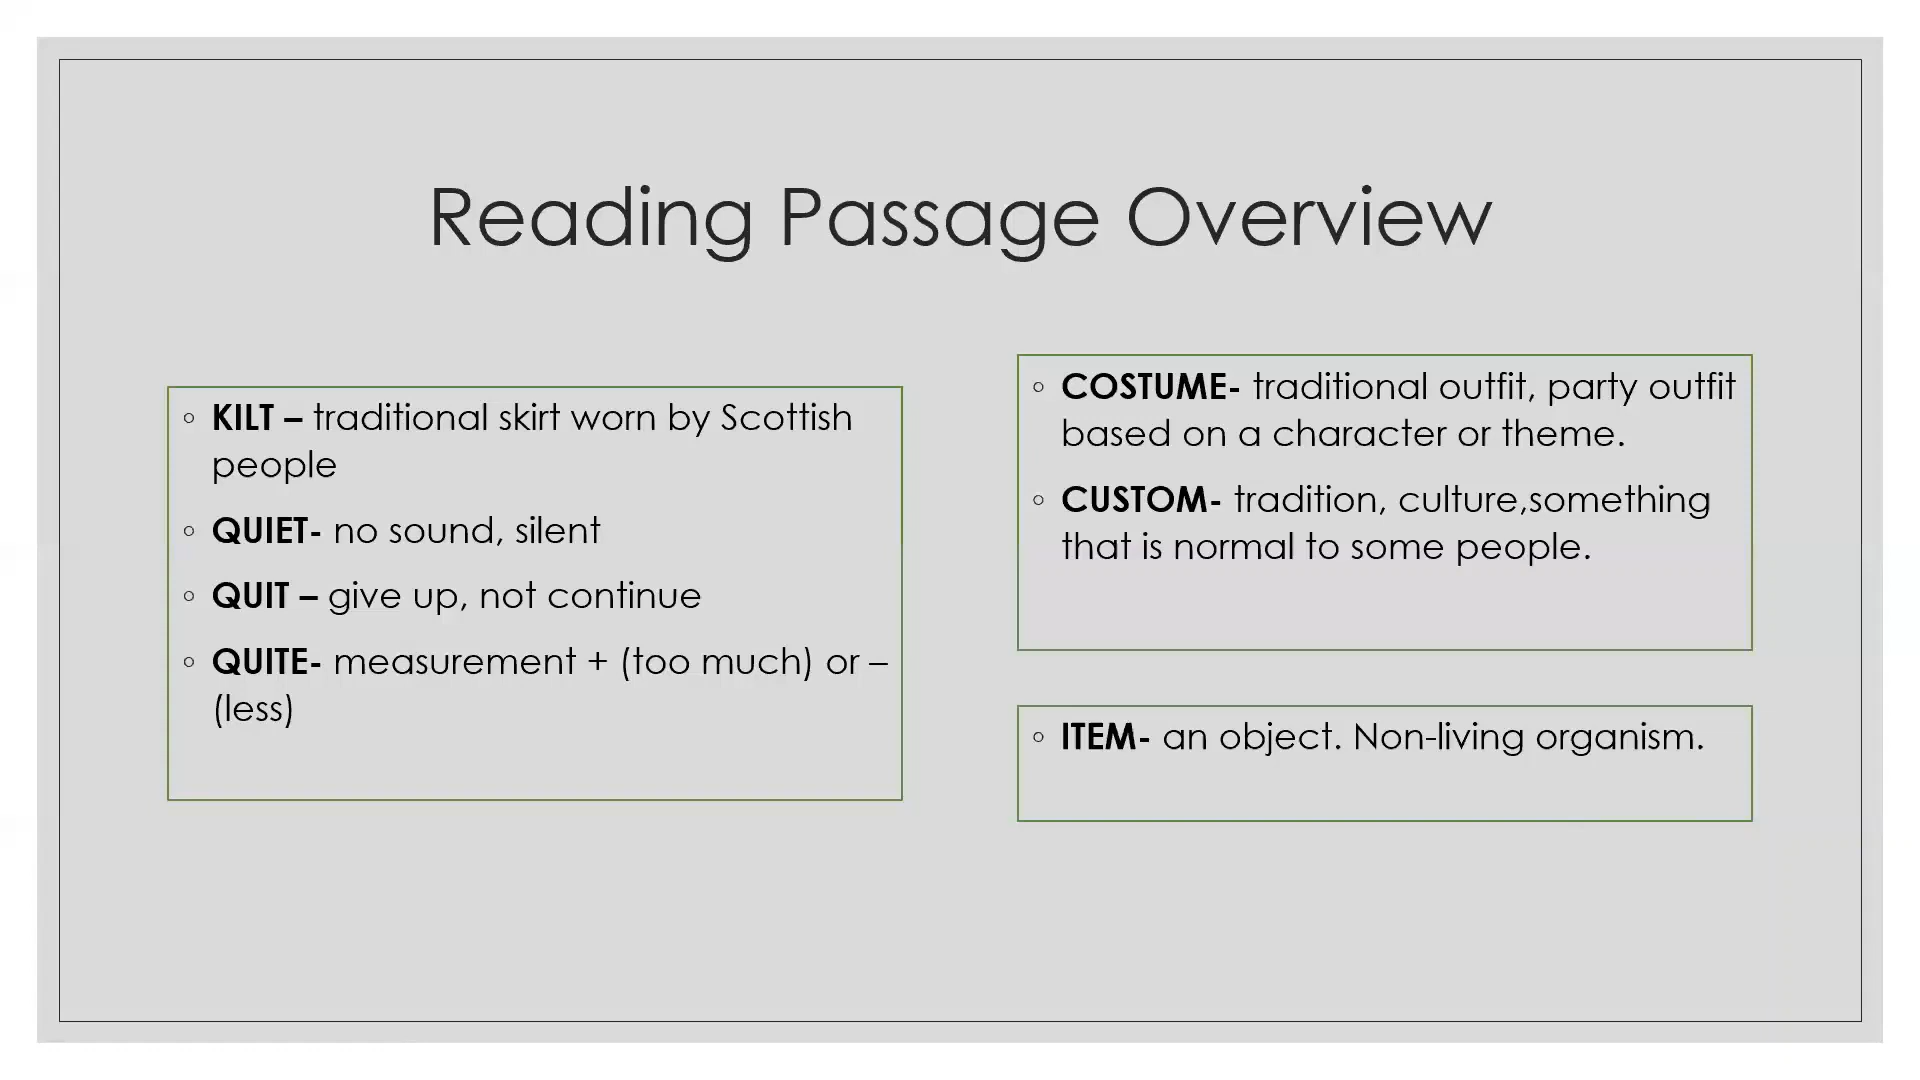 Reading Passage Overview
◦ KILT – traditional skirt worn by Scottish
people
◦ QUIET- no sound, silent
◦ QUIT – give up, not continue
◦ QUITE- measurement + (too much) or –
(less)
◦ COSTUME- traditional outfit, party outfit
based on a character or theme.
◦ CUSTOM- tradition, culture,something
that is normal to some people.
◦ ITEM- an object. Non-living organism.